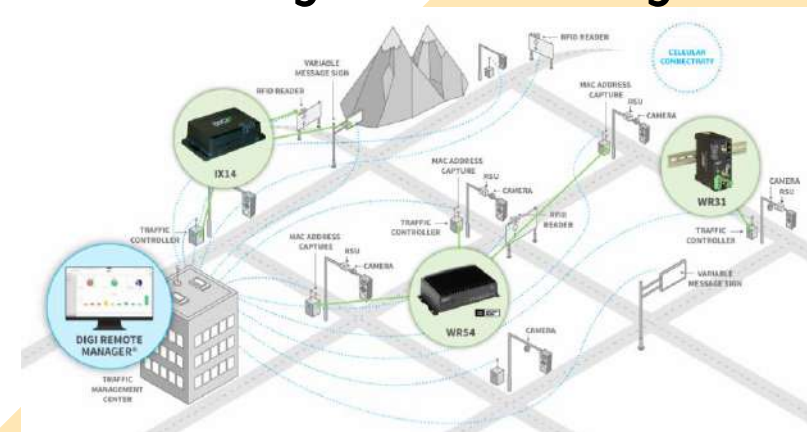 RFID READER
CELLULAR
CONNECTIVITY
VARIABLE
MESSAGE SIGN
RFID READER
MAC ADDRESS
CAPTURE
RSU
CAMERA
IX14
MAC ADDRESS
CAPTURE
RSU
CAMERA
WR31
CAMERA
RSU
TRAFFIC
CONTROLLER
TRAFFIC
CONTROLLER
RFID
READER
TRAFFIC
CONTROLLER
MAC ADDRESS
CAPTURE
RSU
CAMERA
VARIABLE
MESSAGE SIGN
WR54
CAMERA
DIGI REMOTE
MANAGER®
TRAFFIC
MANAGEMENT
CENTER